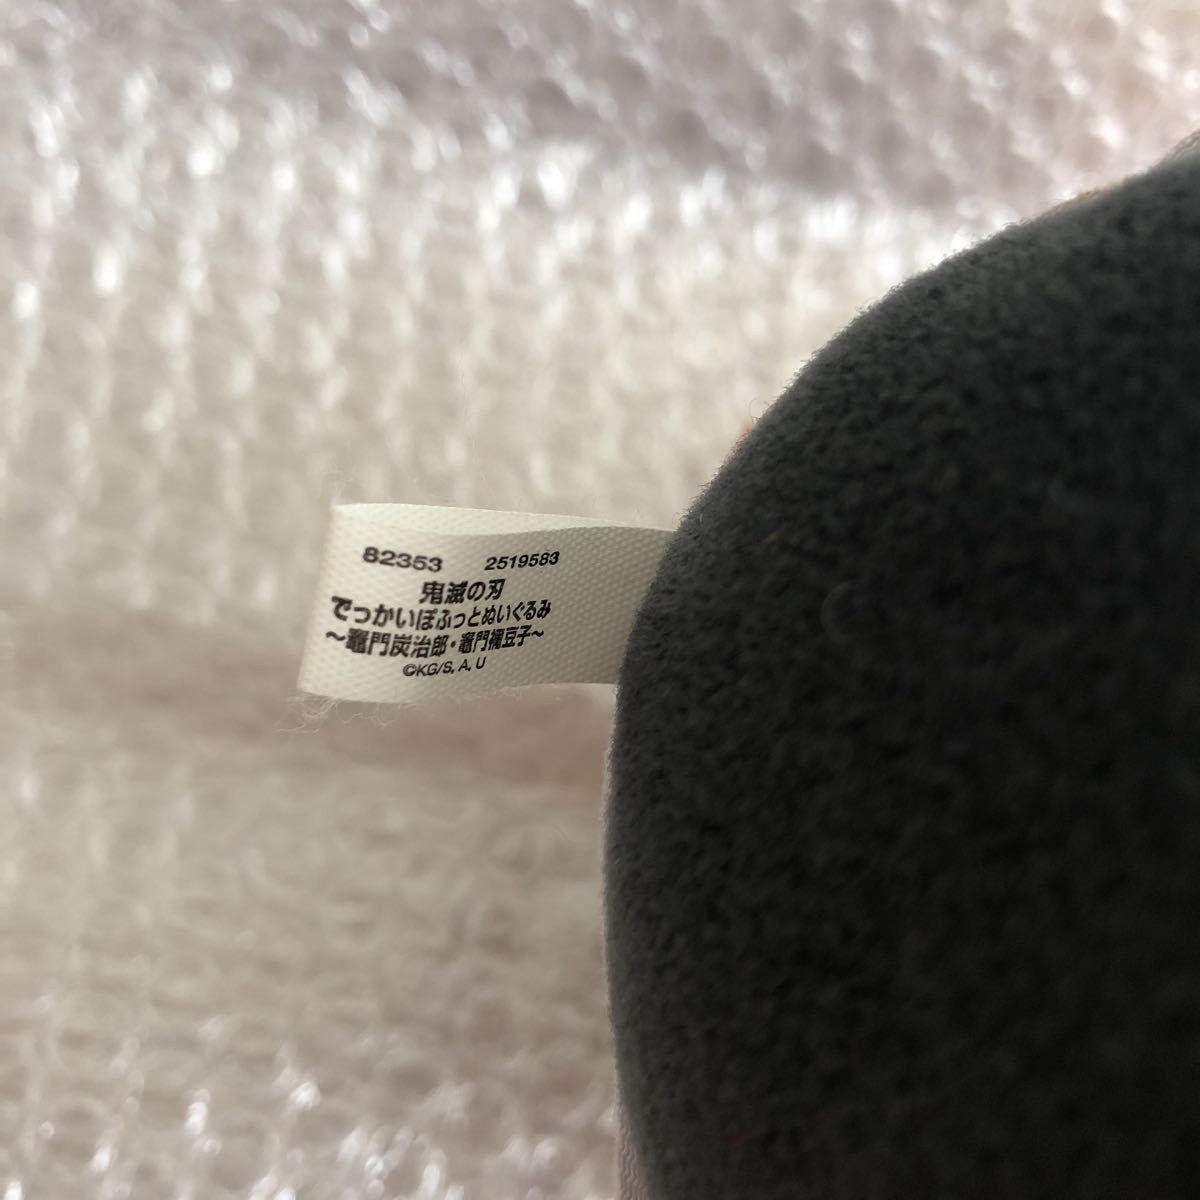 82353 2519583
鬼滅の刃
でっかいぽふっとぬいぐるみ
～竈門炭治郎・竈門禰豆子～
©KG/S, A, U